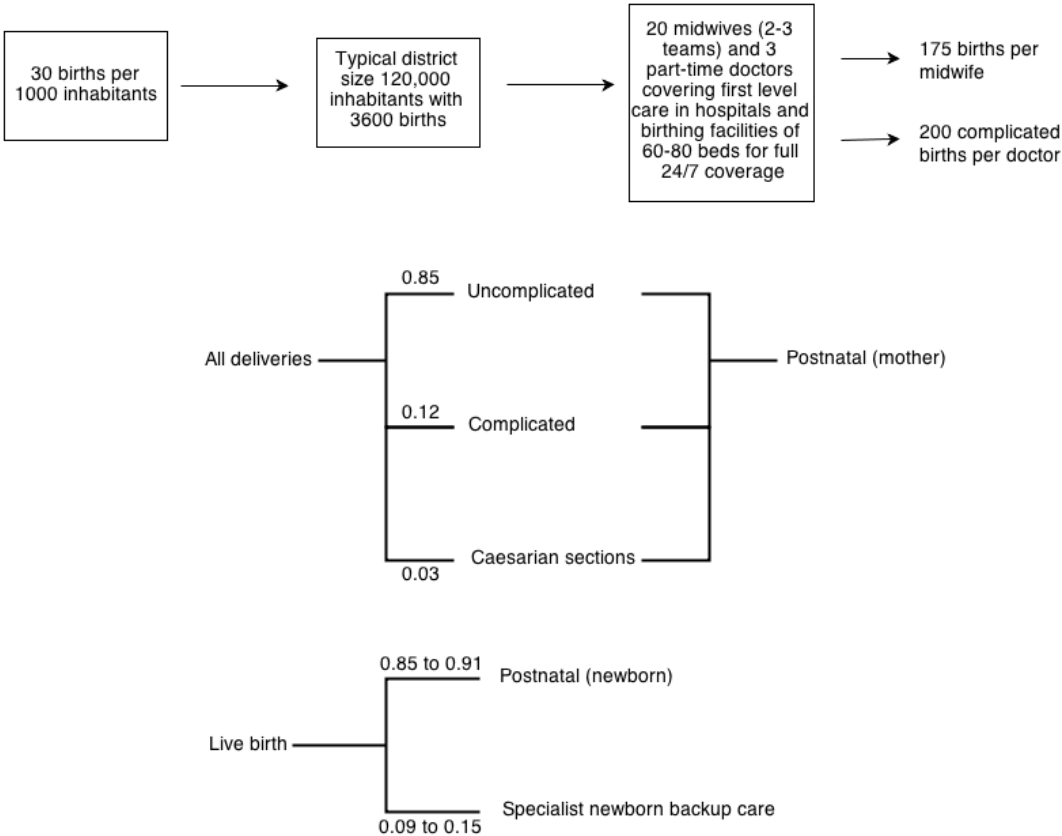 30 births per
1000 inhabitants
Typical district
size 120,000
inhabitants with
3600 births
20 midwives (2-3
teams) and 3
part-time doctors
covering first level
care in hospitals and
birthing facilities of
60-80 beds for full
24/7 coverage
175 births per
midwife
200 complicated
births per doctor
All deliveries
0.85
Uncomplicated
0.12
Complicated
Caesarian sections
0.03
Postnatal (mother)
Live birth
0.85 to 0.91
Postnatal (newborn)
Specialist newborn backup care
0.09 to 0.15